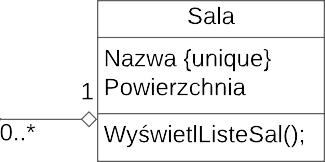 Sala
Nazwa {unique}
Powierzchnia
1
0..*
WyświetlListeSal();